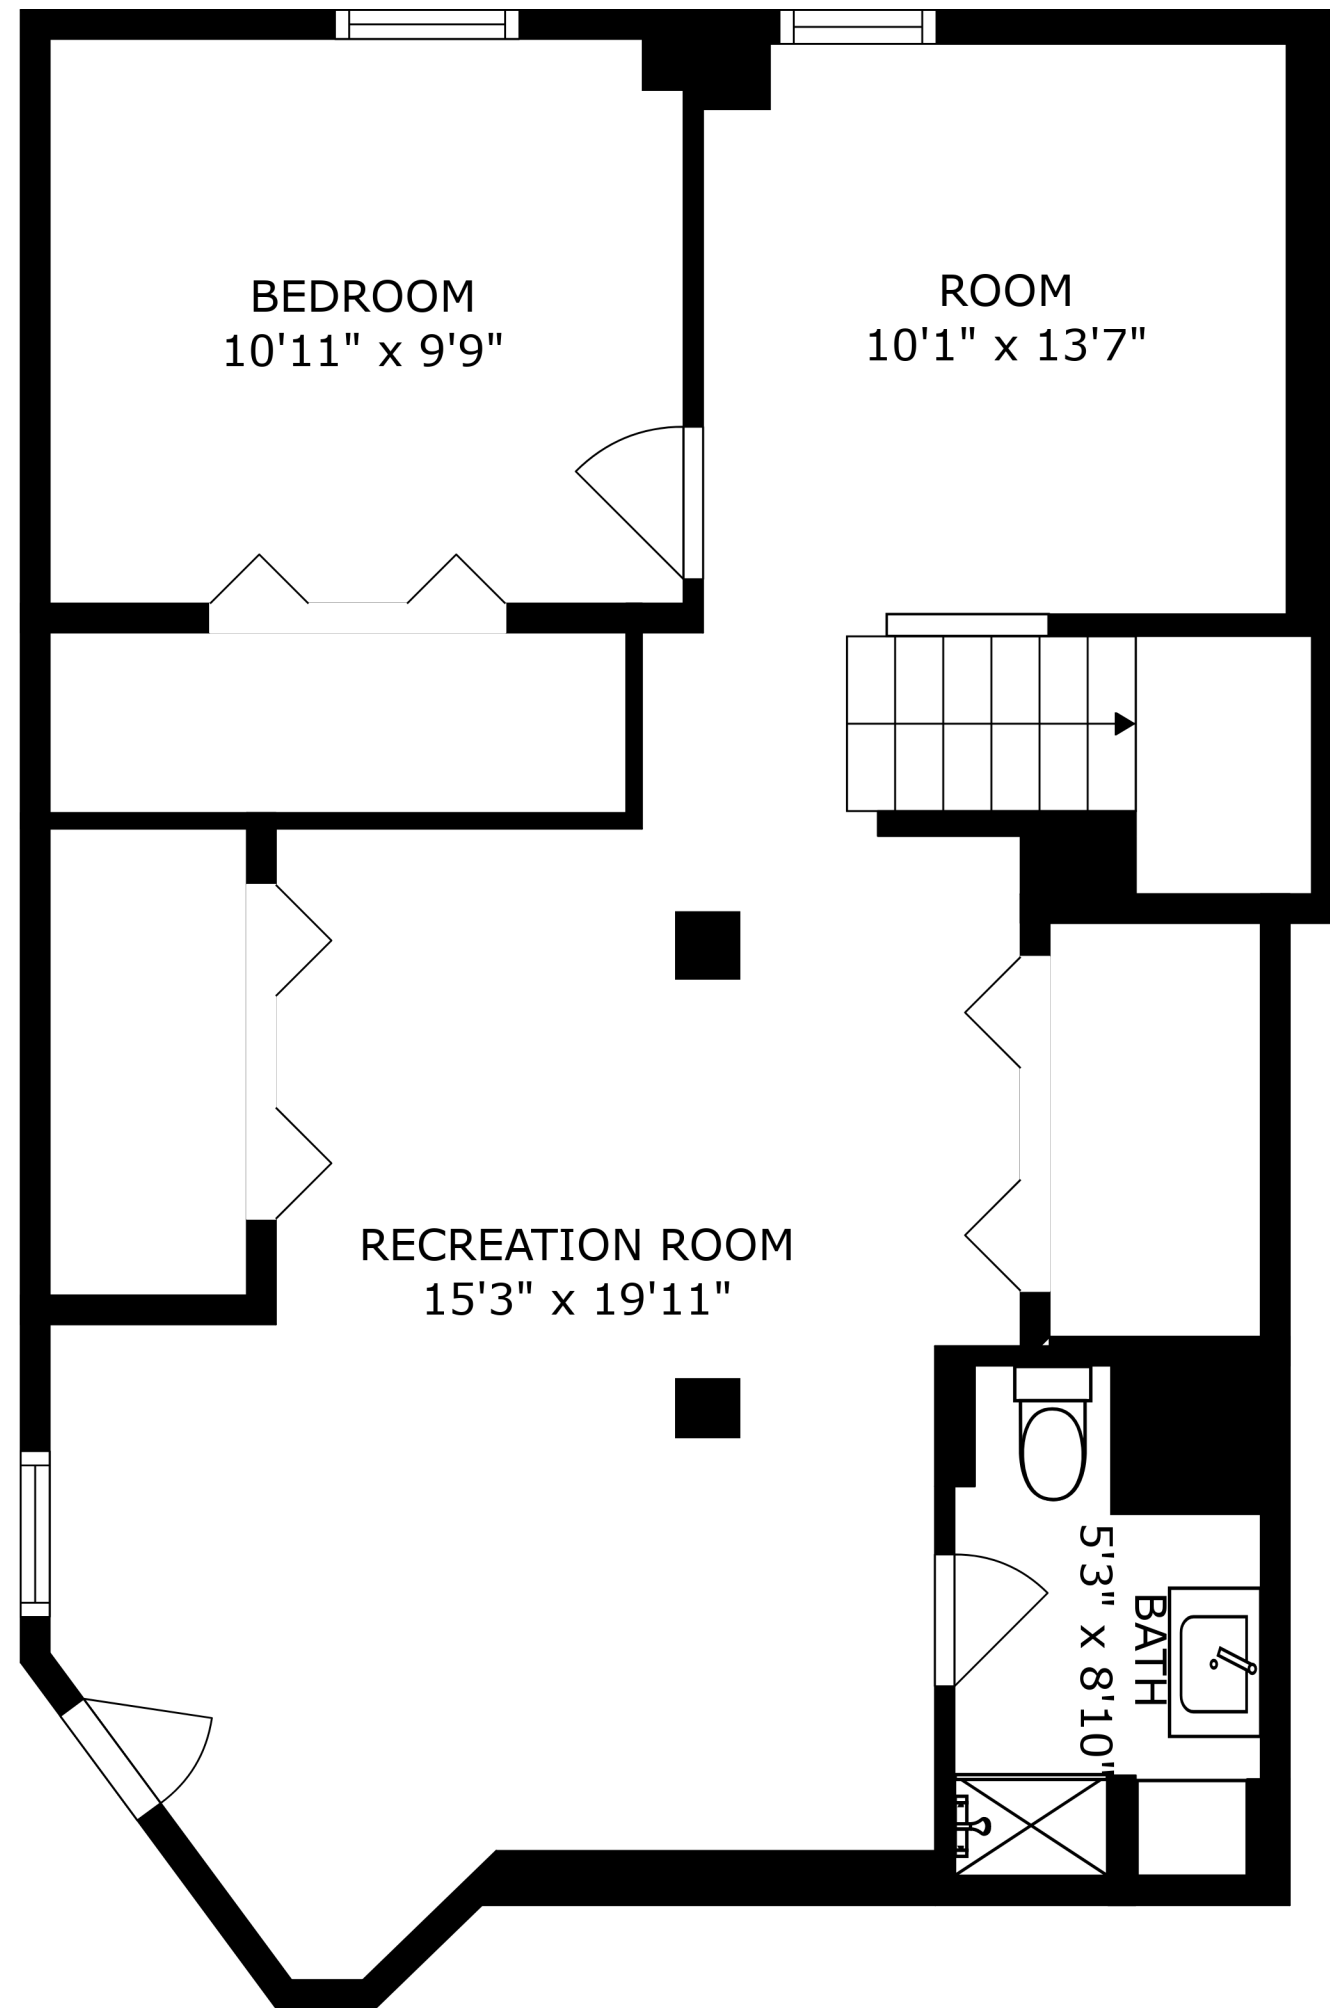 BEDROOM
10'11" x 9'9"
ROOM
10'1" x 13'7"
RECREATION ROOM
15'3" x 19'11"
BATH
5'3" x 8'10"